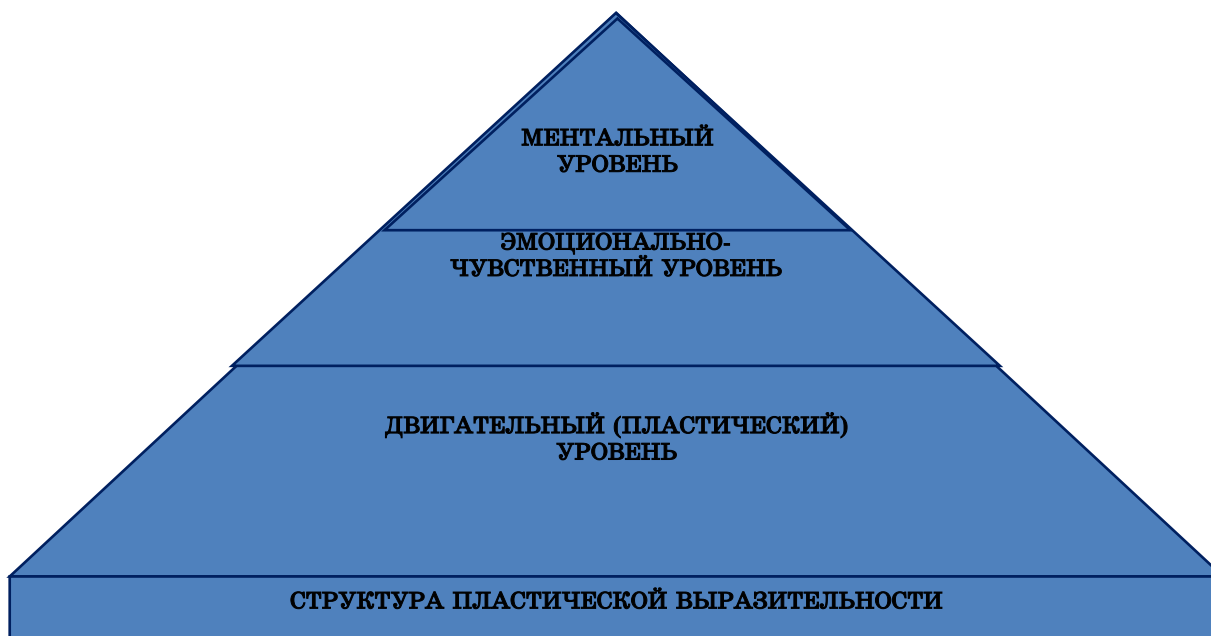 МЕНТАЛЬНЫЙ
УРОВЕНЬ
ЭМОЦИОНАЛЬНО-
ЧУВСТВЕННЫЙ УРОВЕНЬ
ДВИГАТЕЛЬНЫЙ (ПЛАСТИЧЕСКИЙ)
УРОВЕНЬ
СТРУКТУРА ПЛАСТИЧЕСКОЙ ВЫРАЗИТЕЛЬНОСТИ